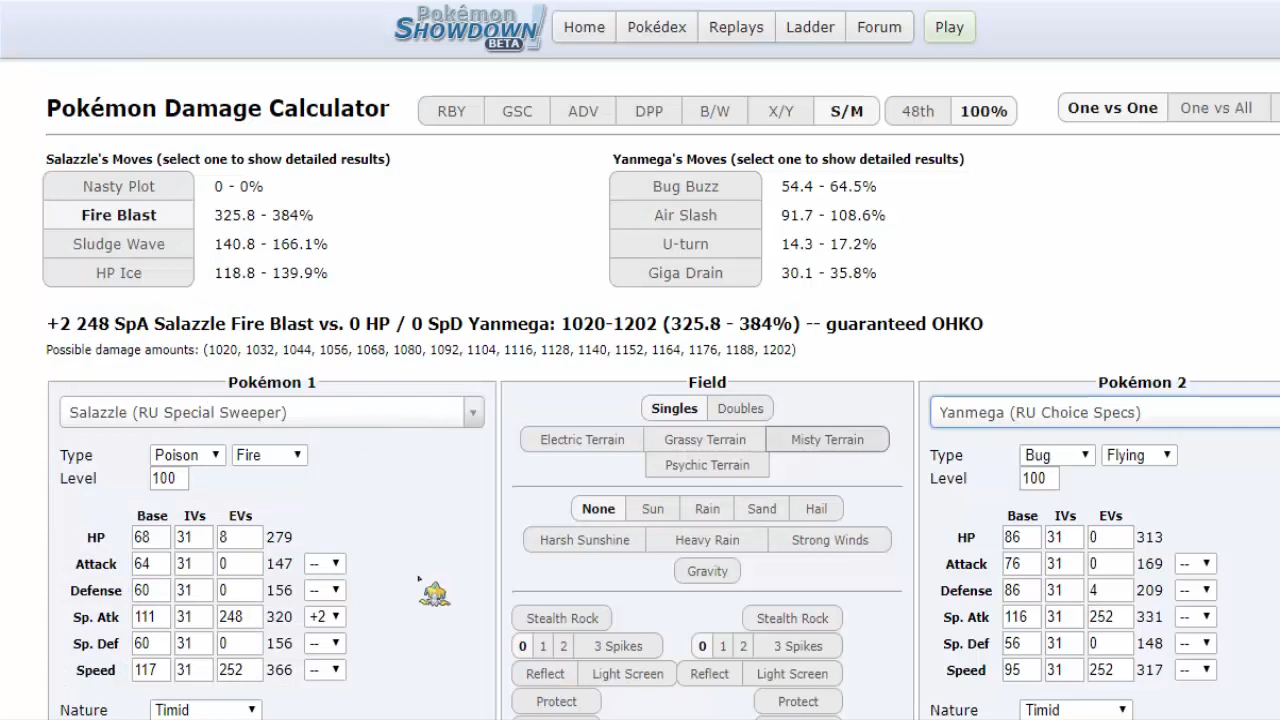 Pokémon
SHOWDOWN!
BETA
Home Pokédex Replays Ladder Forum Play
Pokémon Damage Calculator RBY GSC ADV DPP B/W X/Y S/M 48th 100% One vs One One vs All
Salazzle's Moves (select one to show detailed results) Yanmega's Moves (select one to show detailed results)
Nasty Plot 0 - 0% Bug Buzz 54.4 - 64.5%
Fire Blast 325.8 - 384% Air Slash 91.7 - 108.6%
Sludge Wave 140.8 - 166.1% U-turn 14.3 - 17.2%
HP Ice 118.8 - 139.9% Giga Drain 30.1 - 35.8%
+2 248 SpA Salazzle Fire Blast vs. 0 HP / 0 SpD Yanmega: 1020-1202 (325.8 - 384%) -- guaranteed OHKO
Possible damage amounts: (1020, 1032, 1044, 1056, 1068, 1080, 1092, 1104, 1116, 1128, 1140, 1152, 1164, 1176, 1188, 1202)
Pokémon 1
Salazzle (RU Special Sweeper)
Type Poison Fire
Level 100
Base IVs EVs
HP 68 31 8 279
Attack 64 31 0 147 --
Defense 60 31 0 156 --
Sp. Atk 111 31 248 320 +2
Sp. Def 60 31 0 156 --
Speed 117 31 252 366 --
Nature Timid
Field
Singles Doubles
Electric Terrain Grassy Terrain Misty Terrain
Psychic Terrain
None Sun Rain Sand Hail
Harsh Sunshine Heavy Rain Strong Winds
Gravity
Stealth Rock Stealth Rock
0 1 2 3 Spikes 0 1 2 3 Spikes
Reflect Light Screen Reflect Light Screen
Protect Protect
Pokémon 2
Yanmega (RU Choice Specs)
Type Bug Flying
Level 100
Base IVs EVs
HP 86 31 0 313
Attack 76 31 0 169 --
Defense 86 31 4 209 --
Sp. Atk 116 31 252 331 --
Sp. Def 56 31 0 148 --
Speed 95 31 252 317 --
Nature Timid